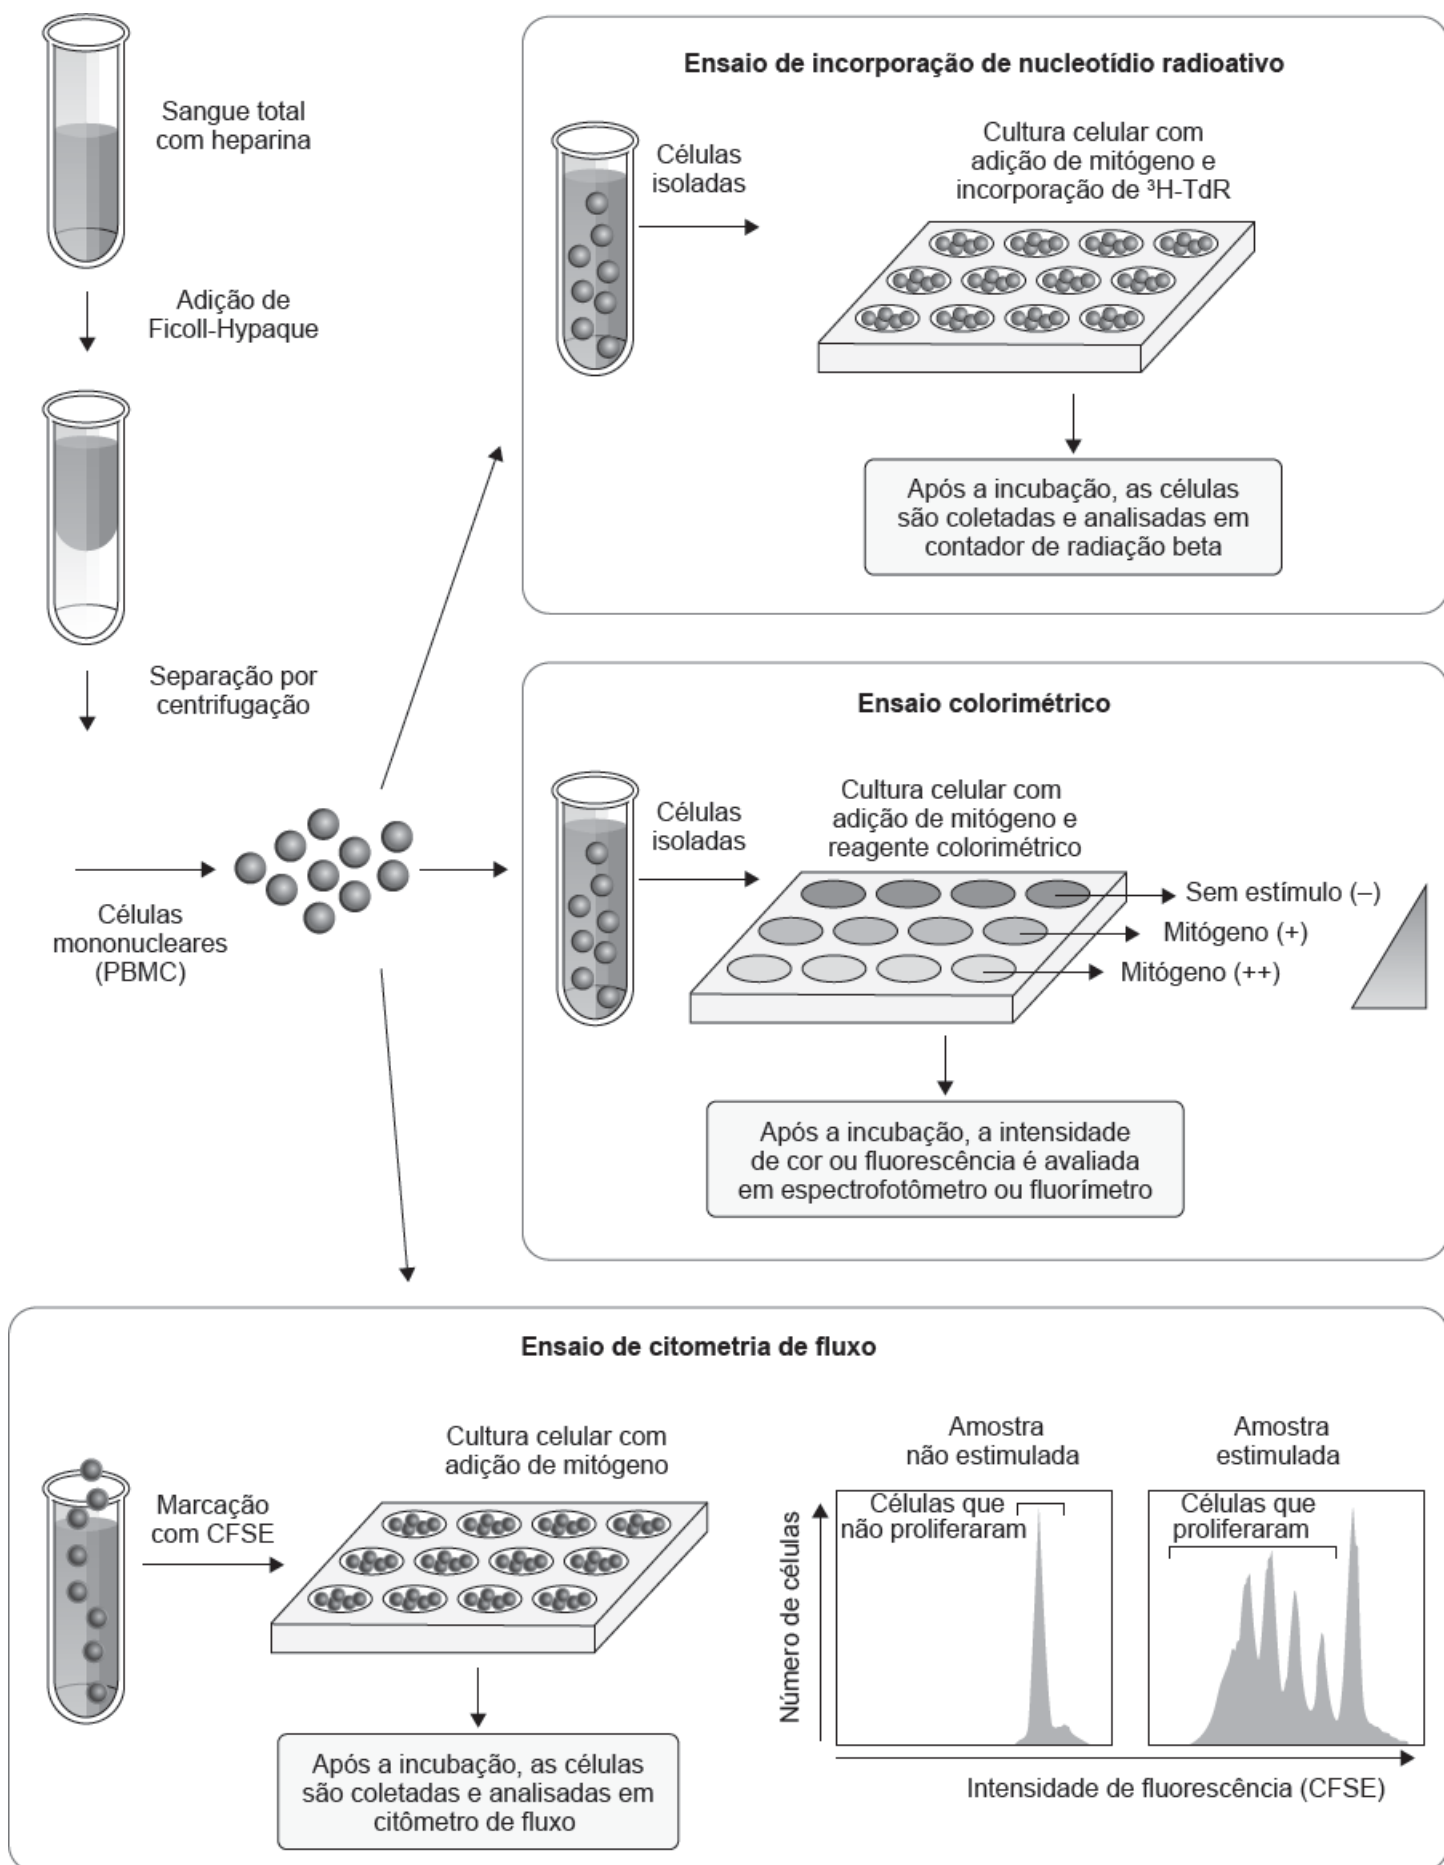 Sangue total
com heparina
Adição de
Ficoll-Hypaque
Separação por
centrifugação
Células
mononucleares
(PBMC)
Ensaio de incorporação de nucleotídio radioativo
Células
isoladas
Cultura celular com
adição de mitógeno e
incorporação de ³H-TdR
Após a incubação, as células
são coletadas e analisadas em
contador de radiação beta
Ensaio colorimétrico
Células
isoladas
Cultura celular com
adição de mitógeno e
reagente colorimétrico
Sem estímulo (–)
Mitógeno (+)
Mitógeno (++)
Após a incubação, a intensidade
de cor ou fluorescência é avaliada
em espectrofotômetro ou fluorímetro
Ensaio de citometria de fluxo
Marcação
com CFSE
Cultura celular com
adição de mitógeno
Após a incubação, as células
são coletadas e analisadas em
citômetro de fluxo
Amostra
não estimulada
Amostra
estimulada
Células que
não proliferaram
Células que
proliferaram
Número de células
Intensidade de fluorescência (CFSE)